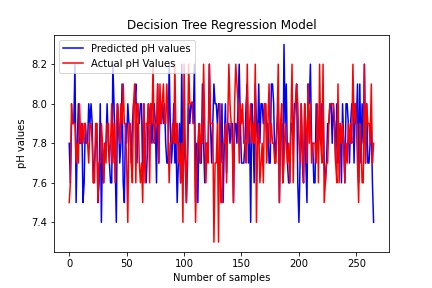 Decision Tree Regression Model
Predicted pH values
Actual pH Values
8.2
8.0
7.8
7.6
7.4
pH values
0
50
100
150
200
250
Number of samples